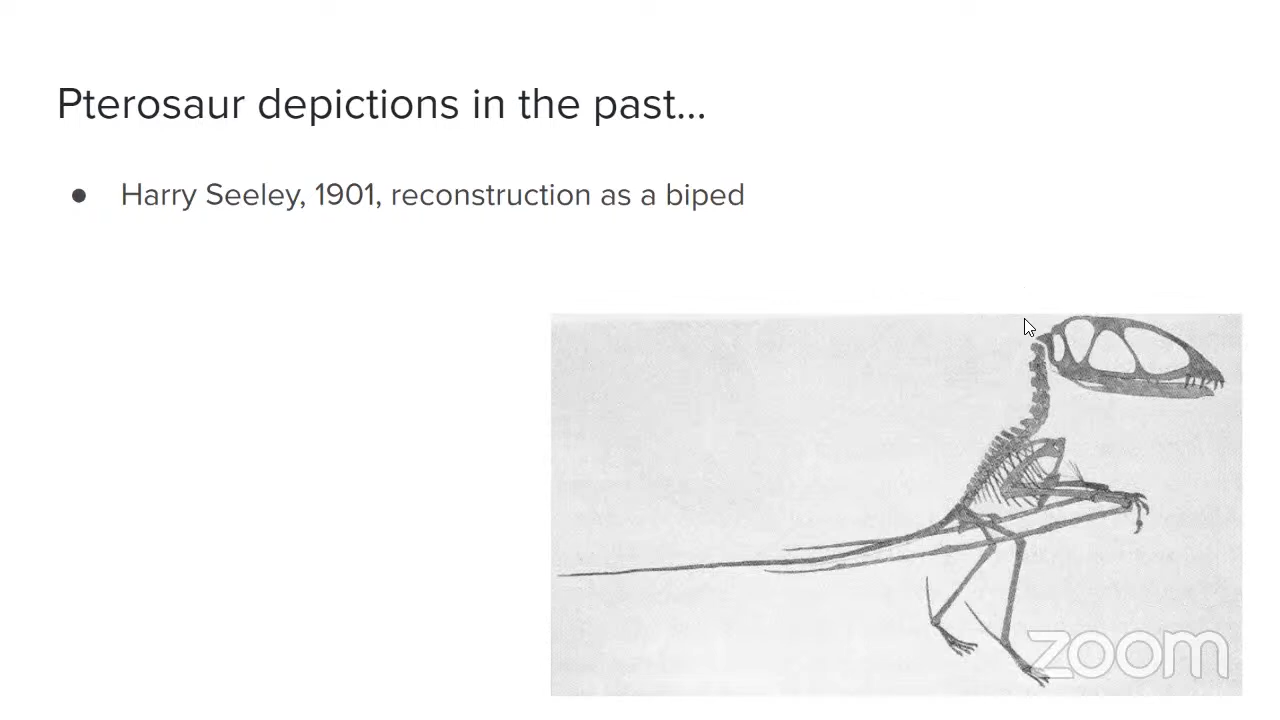 Pterosaur depictions in the past...
● Harry Seeley, 1901, reconstruction as a biped
zoom